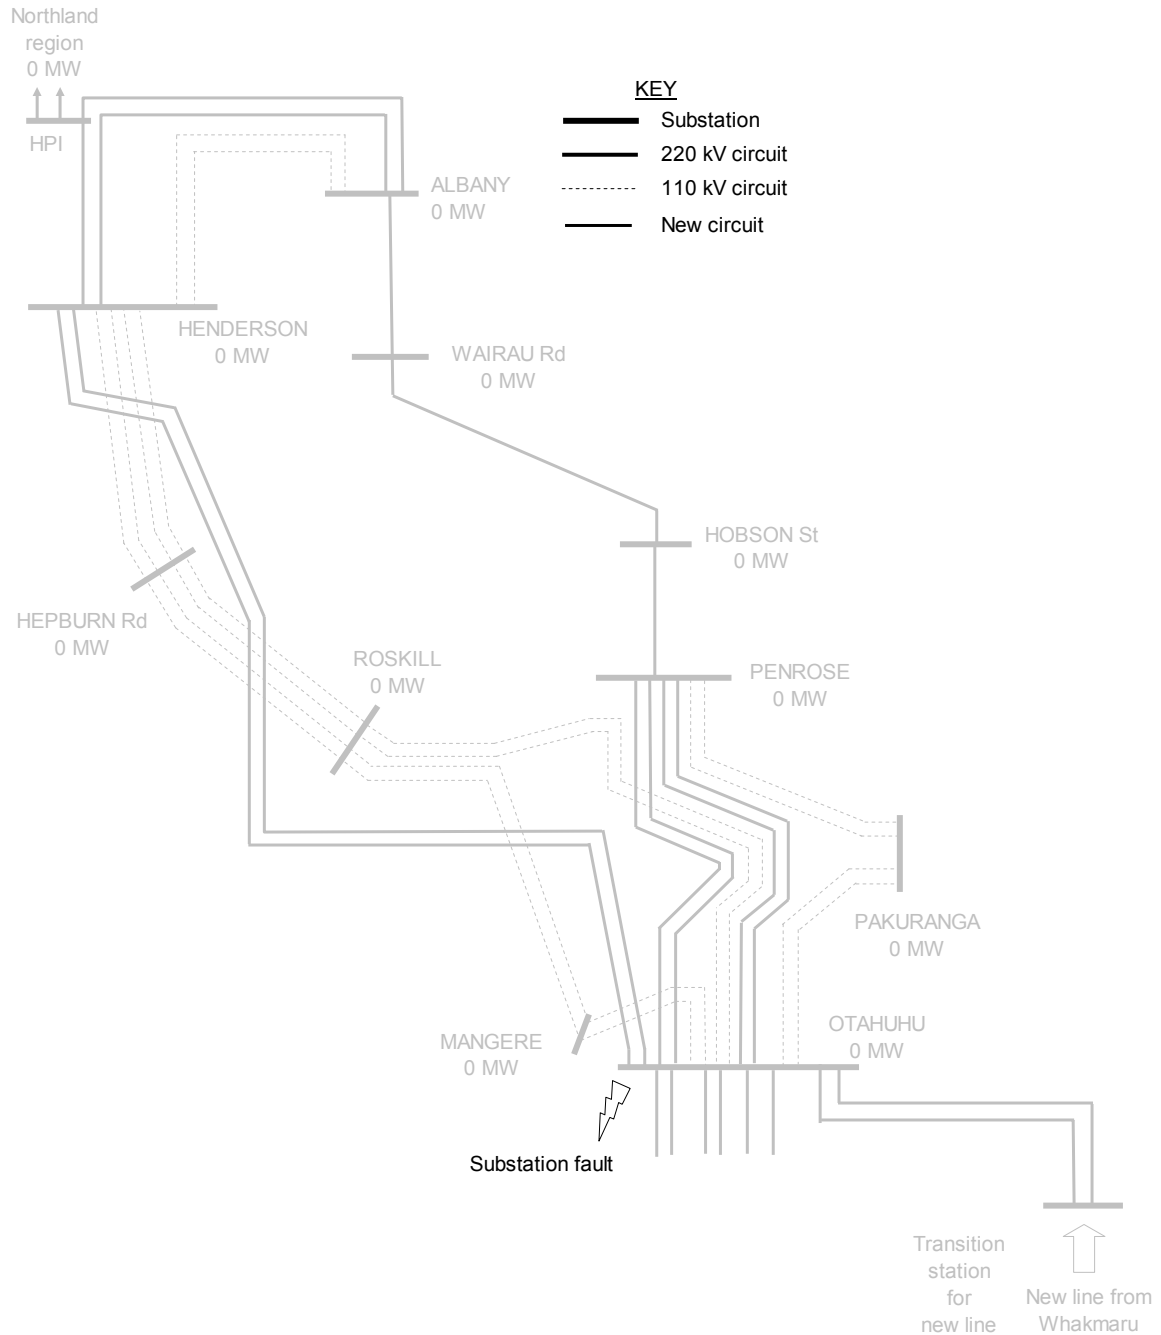 Northland
region
0 MW
HPI
KEY
Substation
220 kV circuit
110 kV circuit
New circuit
ALBANY
0 MW
HENDERSON
0 MW
WAIRAU Rd
0 MW
HOBSON St
0 MW
HEPBURN Rd
0 MW
ROSKILL
0 MW
PENROSE
0 MW
PAKURANGA
0 MW
MANGERE
0 MW
OTAHUHU
0 MW
Substation fault
Transition
station
for
new line
New line from
Whakmaru